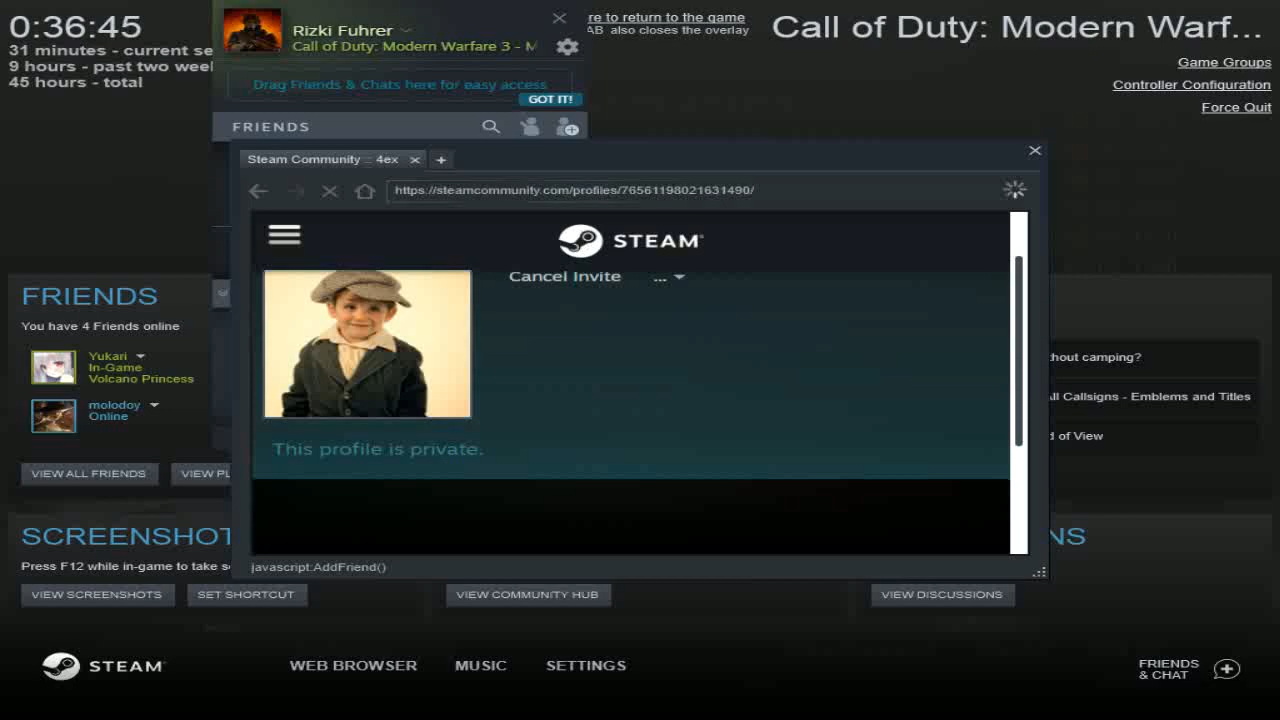 0:36:45
31 minutes - current se
9 hours - past two weel
45 hours - total
Rizki Fuhrer
Call of Duty: Modern Warfare 3 - M
re to return to the game
AB also closes the overlay
Call of Duty: Modern Warf...
Game Groups
Controller Configuration
Force Quit
Drag Friends & Chats here for easy access
GOT IT!
FRIENDS
Steam Community :: 4ex
https://steamcommunity.com/profiles/76561198021631490/
STEAM
Cancel Invite ...
This profile is private.
javascript:AddFriend()
FRIENDS
You have 4 Friends online
Yukari
In-Game
Volcano Princess
molodoy
Online
VIEW ALL FRIENDS
VIEW PL
thout camping?
All Callsigns - Emblems and Titles
d of View
SCREENSHOT
Press F12 while in-game to take s
VIEW SCREENSHOTS
SET SHORTCUT
VIEW COMMUNITY HUB
NS
VIEW DISCUSSIONS
STEAM
WEB BROWSER
MUSIC
SETTINGS
FRIENDS
& CHAT